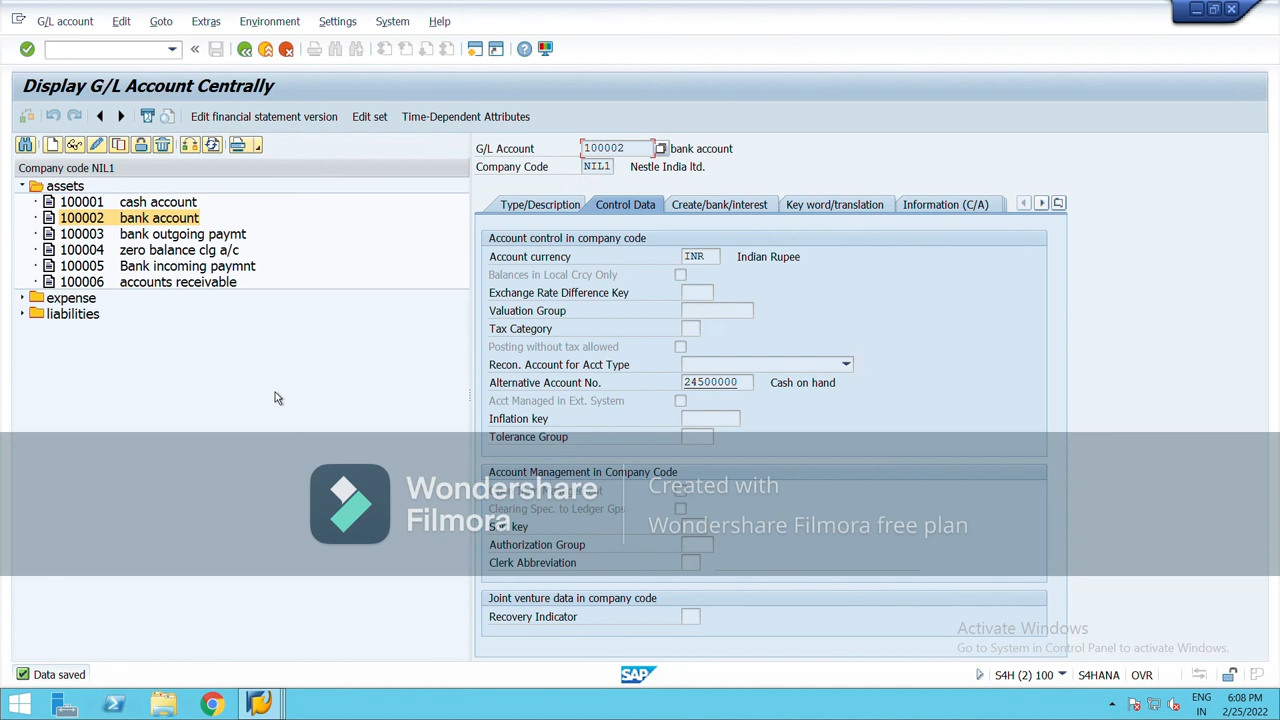 G/L account Edit Goto Extras Environment Settings System Help
Display G/L Account Centrally
Edit financial statement version Edit set Time-Dependent Attributes
Company code NIL1
assets
100001 cash account
100002 bank account
100003 bank outgoing paymt
100004 zero balance clg a/c
100005 Bank incoming paymnt
100006 accounts receivable
expense
liabilities
G/L Account 100002 bank account
Company Code NIL1 Nestle India ltd.
Type/Description Control Data Create/bank/interest Key word/translation Information (C/A)
Account control in company code
Account currency INR Indian Rupee
Balances in Local Crcy Only
Exchange Rate Difference Key
Valuation Group
Tax Category
Posting without tax allowed
Recon. Account for Acct Type
Alternative Account No. 24500000 Cash on hand
Acct Managed in Ext. System
Inflation key
Tolerance Group
Account Management in Company Code
Clearing Spec. to Ledger Gps
key
Authorization Group
Clerk Abbreviation
Joint venture data in company code
Recovery Indicator
Wondershare
Filmora
Created with
Wondershare Filmora free plan
Activate Windows
Go to System in Control Panel to activate Windows.
Data saved
SAP
S4H (2) 100 S4HANA OVR
ENG
IN
6:08 PM
2/25/2022